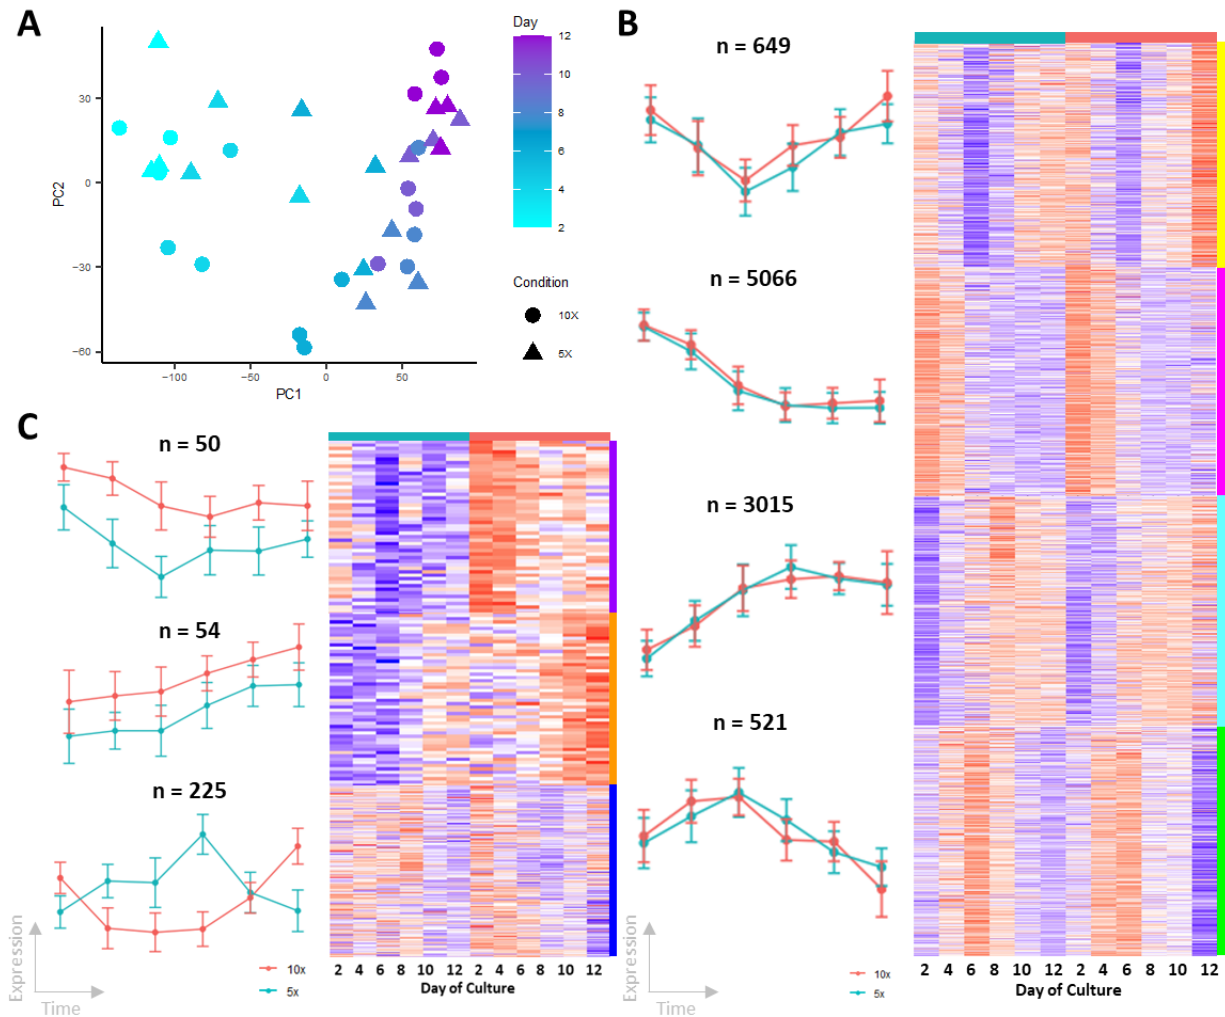 A
Day
12
10
8
6
4
2
Condition
10X
5X
PC2
30
0
−30
−60
−100
−50
0
50
PC1
B
n = 649
n = 5066
n = 3015
n = 521
Expression
Time
10x
5x
2 4 6 8 10 12 2 4 6 8 10 12
Day of Culture
C
n = 50
n = 54
n = 225
Expression
Time
10x
5x
2 4 6 8 10 12 2 4 6 8 10 12
Day of Culture